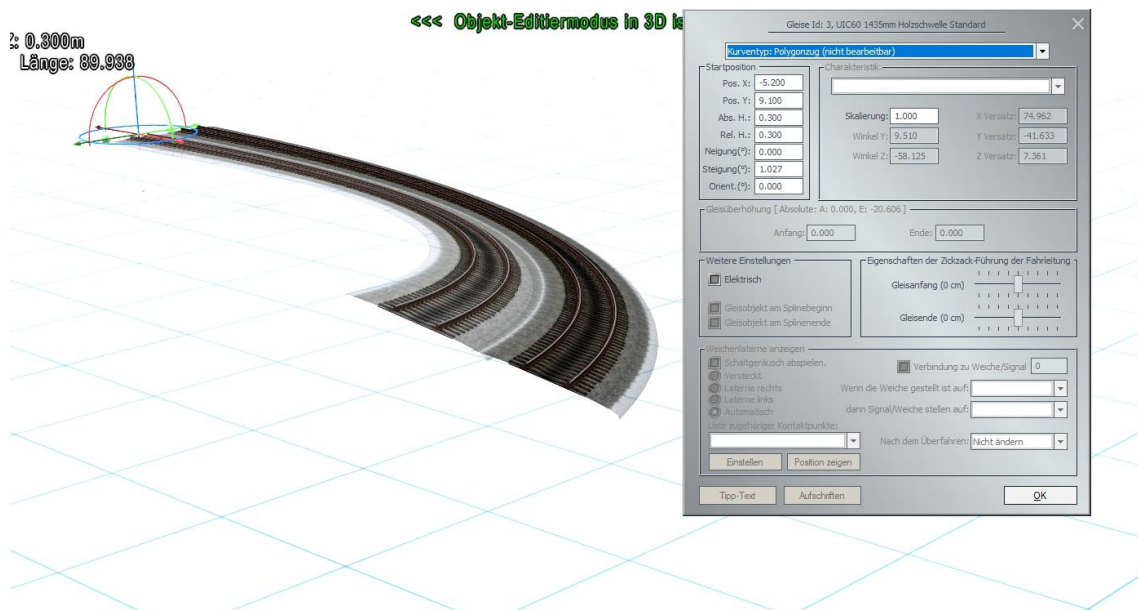 <<< Objekt-Editiermodus in 3D is
: 0.300m
Länge: 89.938
Gleise Id: 3, UIC60 1435mm Holzschwelle Standard
Kurventyp: Polygonzug (nicht bearbeitbar)
Startposition
Pos. X: -5.200
Pos. Y: 9.100
Abs. H.: 0.300
Rel. H.: 0.300
Neigung(°): 0.000
Steigung(°): 1.027
Orient.(°): 0.000
Charakteristik
Skalierung: 1.000 X Versatz: 74.962
Winkel Y: 9.510 Y Versatz: -41.633
Winkel Z: -58.125 Z Versatz: 7.361
Gleisüberhöhung [ Absolute: A: 0.000, E: -20.606 ]
Anfang: 0.000 Ende: 0.000
Weitere Einstellungen
Elektrisch
Gleisobjekt am Splinebeginn
Gleisobjekt am Splinenende
Eigenschaften der Zickzack-Führung der Fahrleitung
Gleisanfang (0 cm)
Gleisende (0 cm)
Weichenlaterne anzeigen
Schaltgeräusch abspielen.
Versteckt
Laterne rechts
Laterne links
Automatisch
Verbindung zu Weiche/Signal 0
Wenn die Weiche gestellt ist auf:
dann Signal/Weiche stellen auf:
Liste zugehöriger Kontaktpunkte:
Nach dem Überfahren: Nicht ändern
Einstellen Position zeigen
Tipp-Text Aufschriften OK